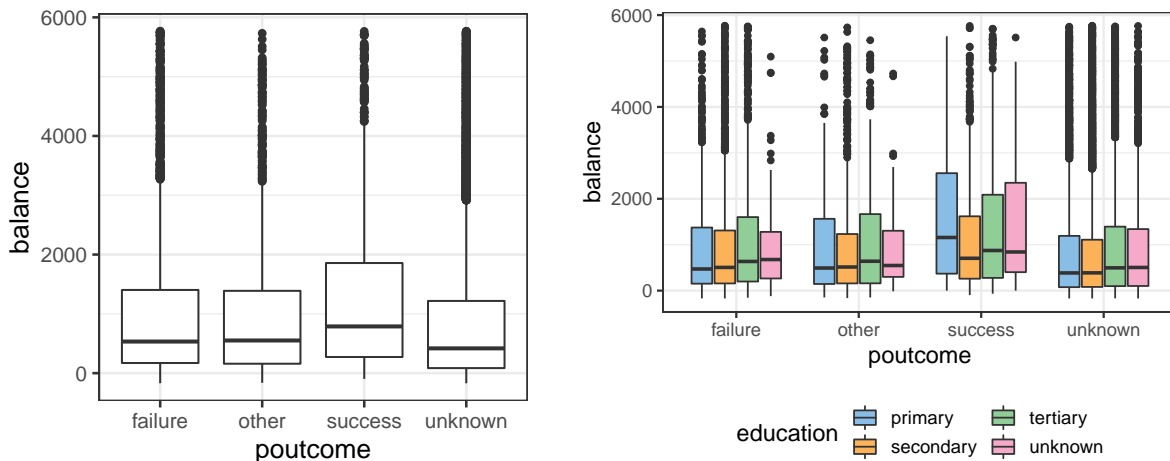 6000
4000
2000
0
balance
failure other success unknown
poutcome
6000
4000
2000
0
balance
failure other success unknown
poutcome
education
primary tertiary
secondary unknown